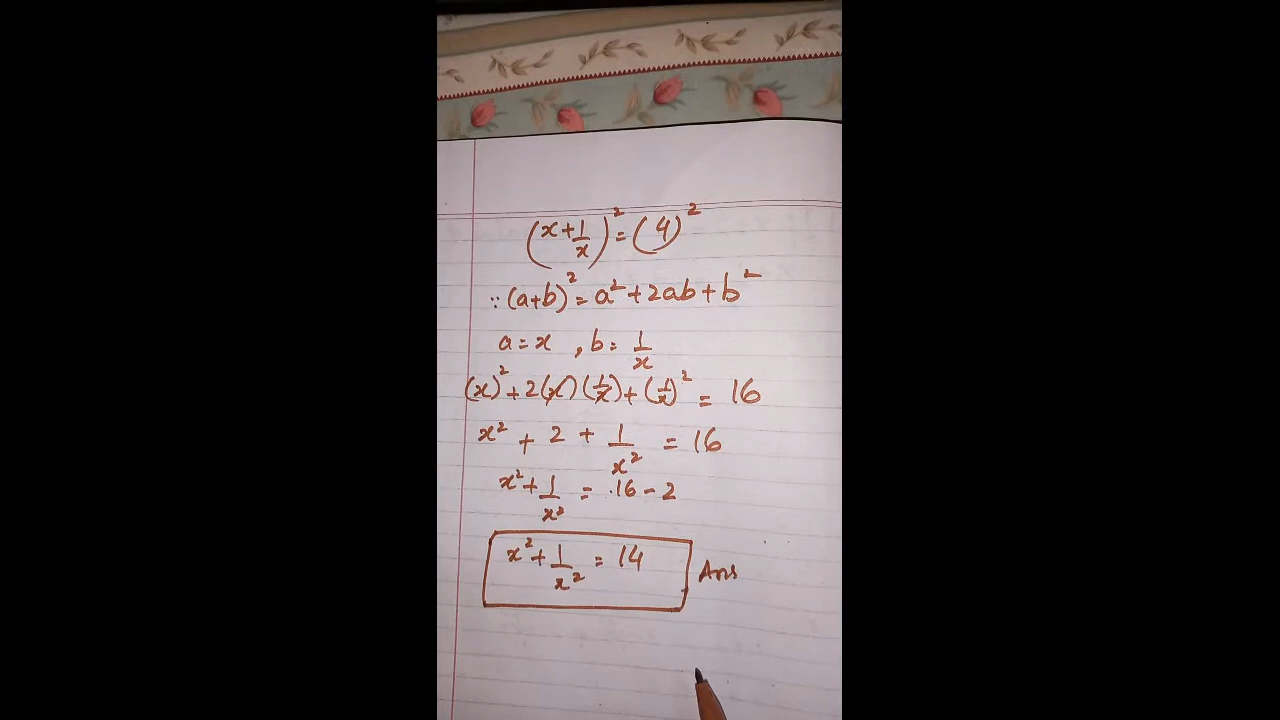 (x+1/x)²=(4)²
∵ (a+b)²=a²+2ab+b²
a=x , b=1/x
(x)²+2(x)(1/x)+(1/x)²=16
x²+2+1/x²=16
x²+1/x²=16-2
x²+1/x²=14 Ans